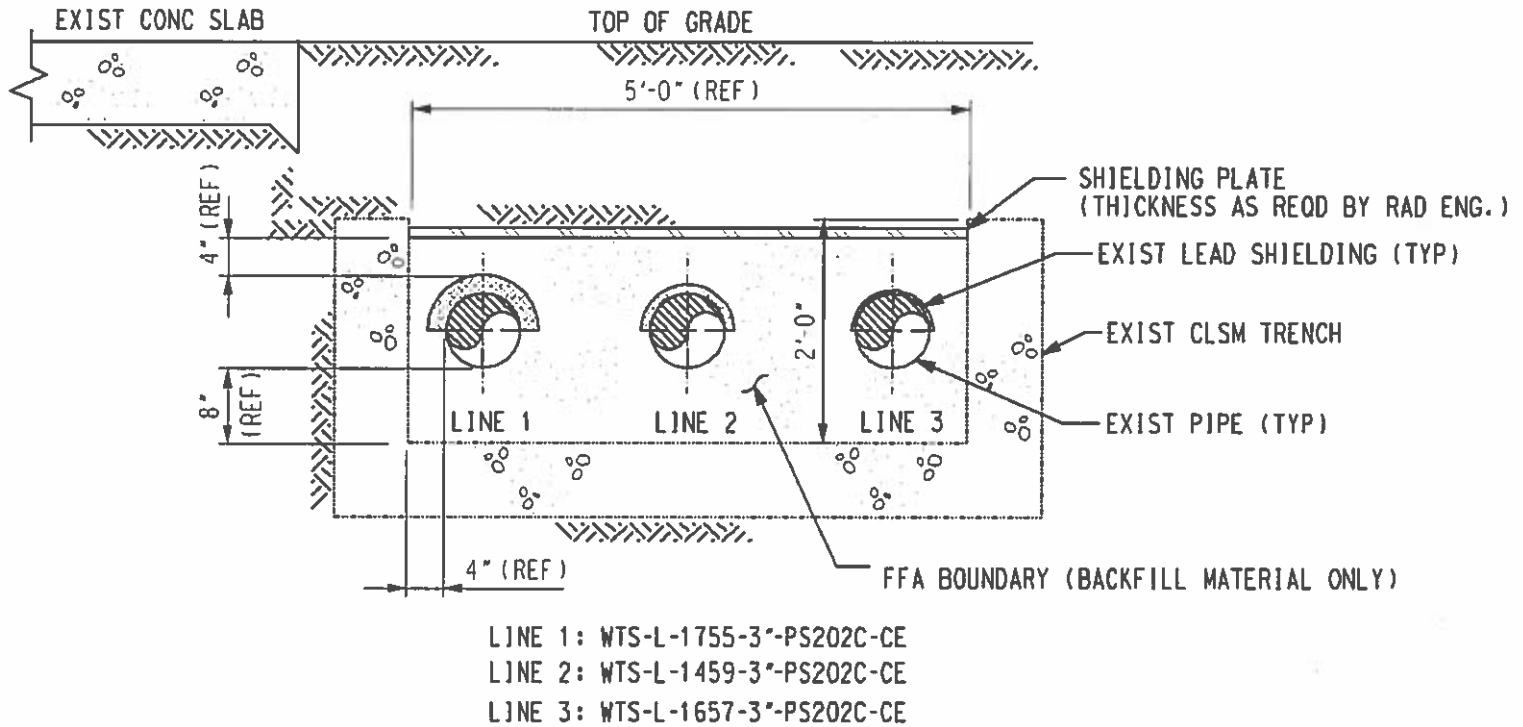 EXIST CONC SLAB
TOP OF GRADE
5'-0" (REF)
SHIELDING PLATE
(THICKNESS AS REQD BY RAD ENG.)
4" (REF)
EXIST LEAD SHIELDING (TYP)
2'-0"
EXIST CLSM TRENCH
8"
(REF)
LINE 1
LINE 2
LINE 3
EXIST PIPE (TYP)
4" (REF)
FFA BOUNDARY (BACKFILL MATERIAL ONLY)
LINE 1: WTS-L-1755-3"-PS202C-CE
LINE 2: WTS-L-1459-3"-PS202C-CE
LINE 3: WTS-L-1657-3"-PS202C-CE